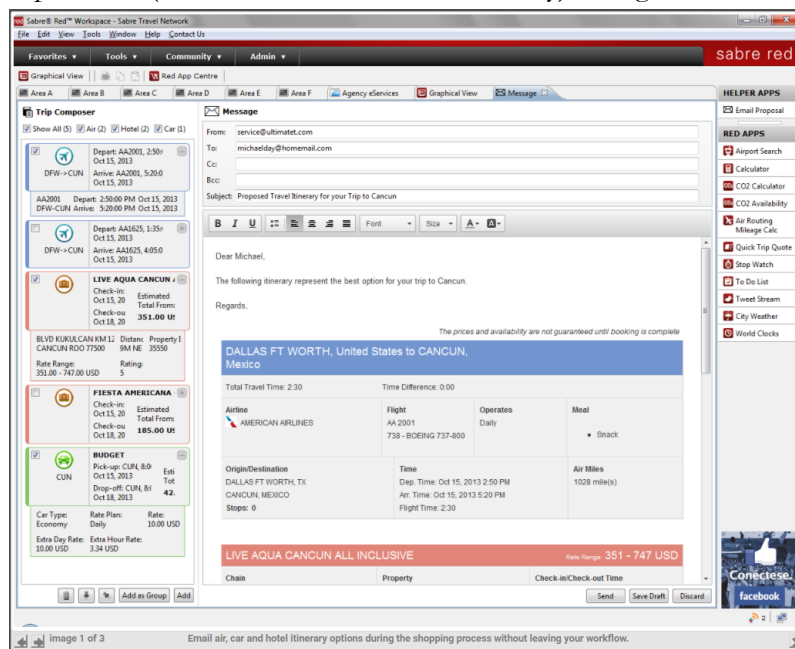 Sabre® Red™ Workspace - Sabre Travel Network
File Edit View Tools Window Help Contact Us
Favorites Tools Community Admin
sabre red
Graphical View Red App Centre
Area A Area B Area C Area D Area E Area F Agency eServices Graphical View Message
HELPER APPS
Email Proposal
RED APPS
Airport Search
Calculator
CO2 Calculator
CO2 Availability
Air Routing
Mileage Calc
Quick Trip Quote
Stop Watch
To Do List
Tweet Stream
City Weather
World Clocks
Conectese.
facebook
Trip Composer
Show All (5) Air (2) Hotel (2) Car (1)
DFW->CUN
Depart: AA2001, 2:50
Oct 15, 2013
Arrive: AA2001, 5:20:0
Oct 15, 2013
AA2001 Depart: 2:50:00 PM Oct 15, 2013
DFW-CUN Arrive: 5:20:00 PM Oct 15, 2013
DFW->CUN
Depart: AA1625, 1:35
Oct 15, 2013
Arrive: AA1625, 4:05:0
Oct 15, 2013
LIVE AQUA CANCUN
Check-in:
Oct 15, 20
Check-ou
Oct 18, 20
Estimated
Total From:
351.00 U
BLVD KUKULCAN KM 12 Distanc Property I
CANCUN ROO 77500 9M NE 35550
Rate Range: Rating:
351.00 - 747.00 USD 5
FIESTA AMERICANA
Check-in:
Oct 15, 20
Check-ou
Oct 18, 20
Estimated
Total From:
185.00 U
BUDGET
CUN
Pick-up: CUN, 8:0
Oct 15, 2013
Drop-off: CUN, 8:
Oct 18, 2013
Esti
Tot
42.
Car Type: Rate Plan: Rate:
Economy Daily 10.00 USD
Extra Day Rate: Extra Hour Rate:
10.00 USD 3.34 USD
Add as Group Add
Message
From: service@ultimatet.com
To: michaelday@homemail.com
Cc:
Bcc:
Subject: Proposed Travel Itinerary for your Trip to Cancun
B I U Font Size A A
Dear Michael,
The following itinerary represent the best option for your trip to Cancun.
Regards,
The prices and availability are not guaranteed until booking is complete
DALLAS FT WORTH, United States to CANCUN,
Mexico
Total Travel Time: 2:30 Time Difference: 0:00
Airline Flight Operates Meal
AMERICAN AIRLINES AA 2001 Daily
738 - BOEING 737-800 • Snack
Origin/Destination Time Air Miles
DALLAS FT WORTH, TX Dep. Time: Oct 15, 2013 2:50 PM 1028 mile(s)
CANCUN, MEXICO Arr. Time: Oct 15, 2013 5:20 PM
Stops: 0 Flight Time: 2:30
LIVE AQUA CANCUN ALL INCLUSIVE Rate Range: 351 - 747 USD
Chain Property Check-in/Check-out Time
Send Save Draft Discard
2
image 1 of 3 Email air, car and hotel itinerary options during the shopping process without leaving your workflow.